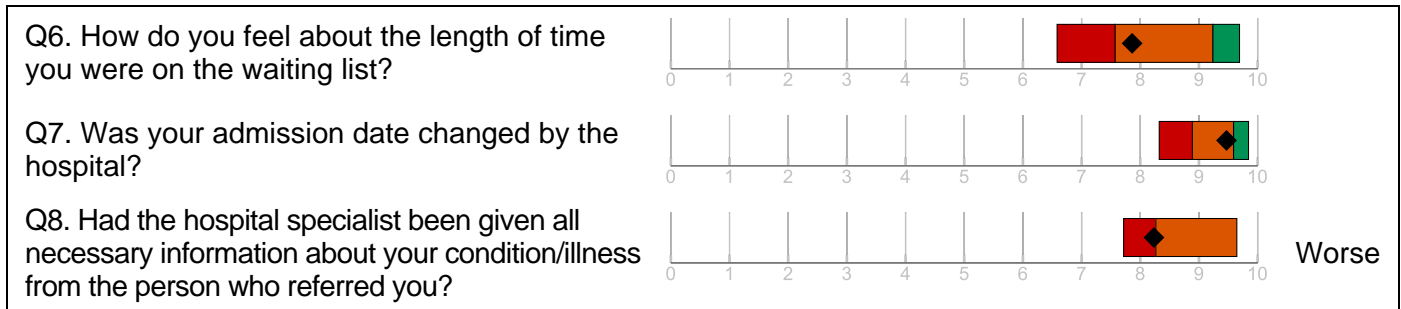 Q6. How do you feel about the length of time
you were on the waiting list?
0 1 2 3 4 5 6 7 8 9 10
Q7. Was your admission date changed by the
hospital?
0 1 2 3 4 5 6 7 8 9 10
Q8. Had the hospital specialist been given all
necessary information about your condition/illness
from the person who referred you?
0 1 2 3 4 5 6 7 8 9 10
Worse